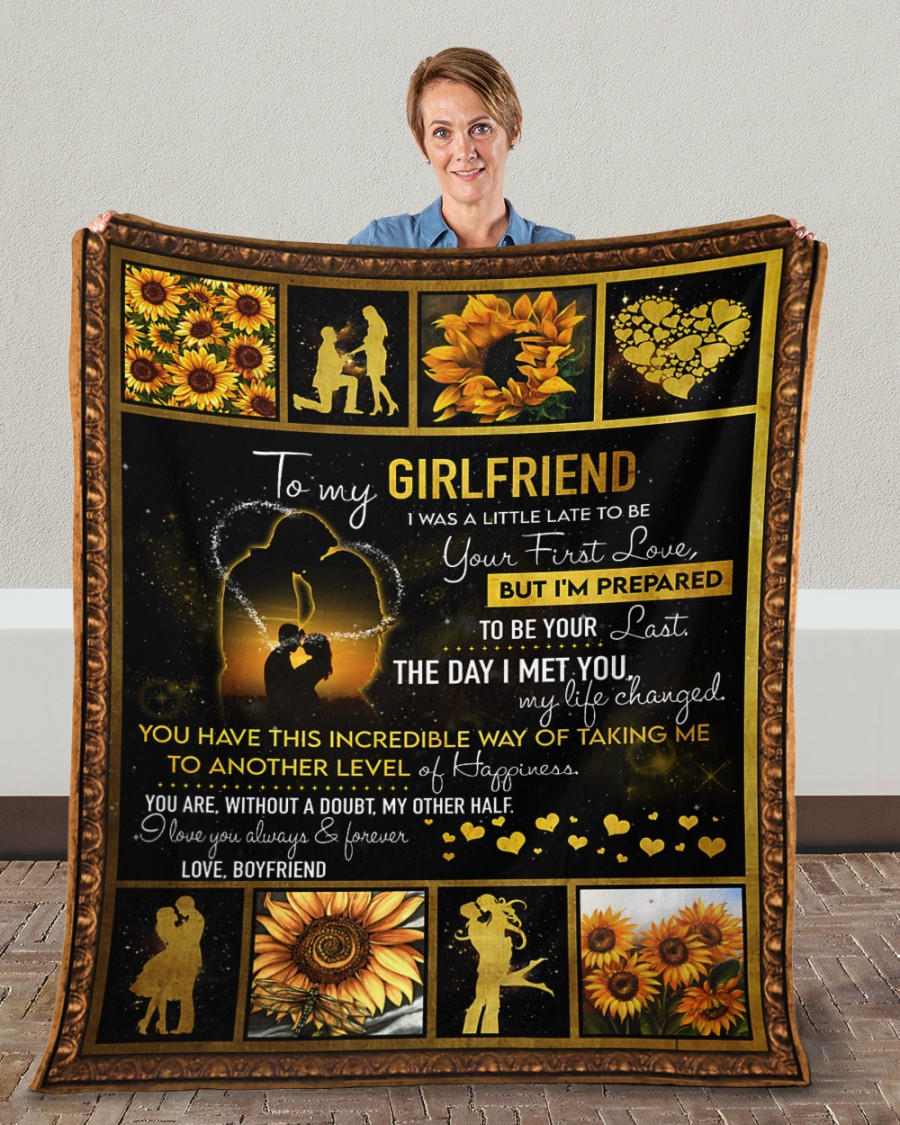 To my GIRLFRIEND
I WAS A LITTLE LATE TO BE
Your First Love,
BUT I'M PREPARED
TO BE YOUR Last.
THE DAY I MET YOU,
my life changed.
YOU HAVE THIS INCREDIBLE WAY OF TAKING ME
TO ANOTHER LEVEL of Happiness.
YOU ARE, WITHOUT A DOUBT, MY OTHER HALF.
I love you always & forever
LOVE, BOYFRIEND